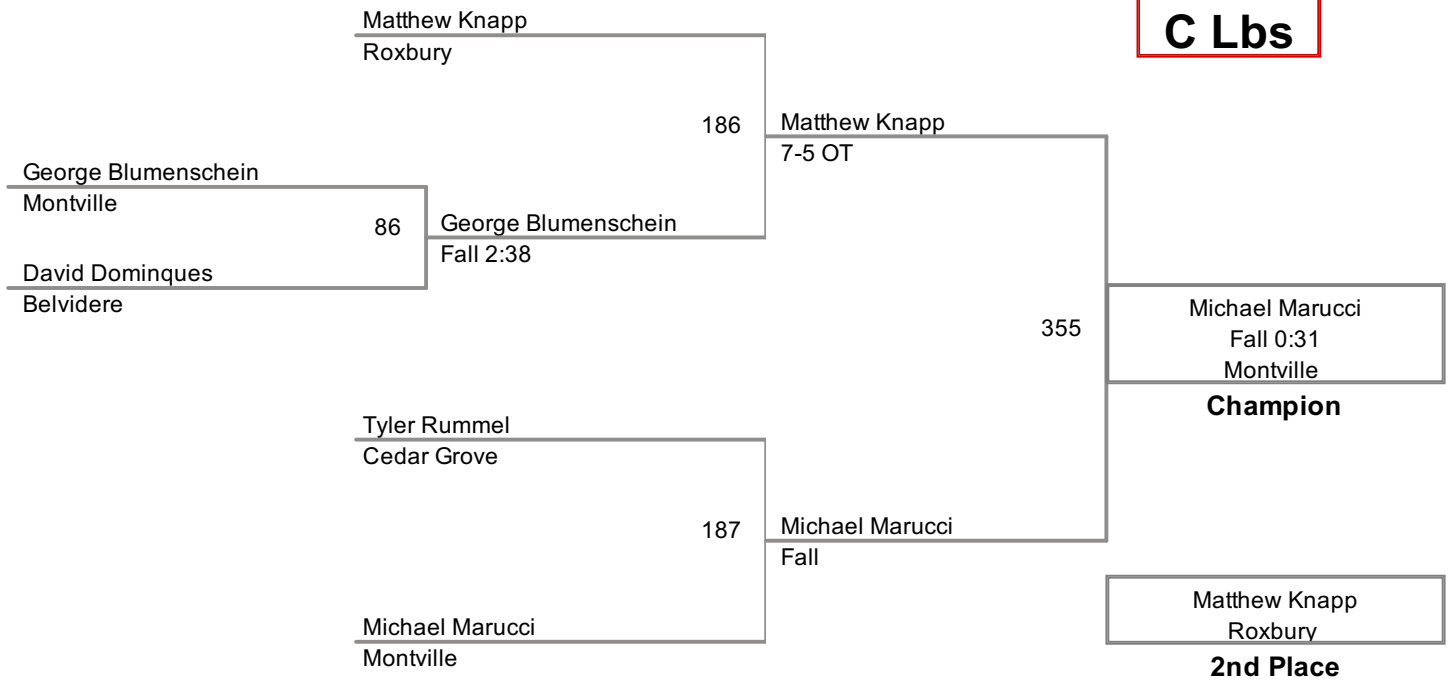 C Lbs
Matthew Knapp
Roxbury
186
Matthew Knapp
7-5 OT
George Blumenschein
Montville
86
George Blumenschein
Fall 2:38
David Dominques
Belvidere
355
Michael Marucci
Fall 0:31
Montville
Champion
Tyler Rummel
Cedar Grove
187
Michael Marucci
Fall
Michael Marucci
Montville
Matthew Knapp
Roxbury
2nd Place